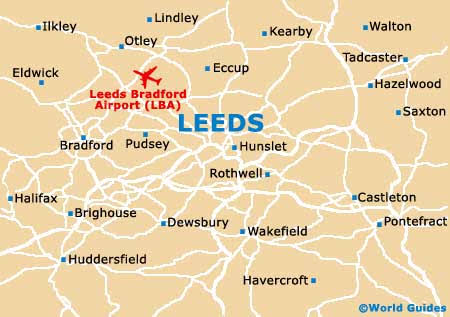 Lindley
Ilkley
Walton
Kearby
Otley
Tadcaster
Eccup
Eldwick
Hazelwood
Leeds Bradford
Airport (LBA)
Saxton
LEEDS
Bradford
Pudsey
Hunslet
Rothwell
Halifax
Castleton
Brighouse
Dewsbury
Pontefract
Wakefield
Huddersfield
Havercroft
©World Guides